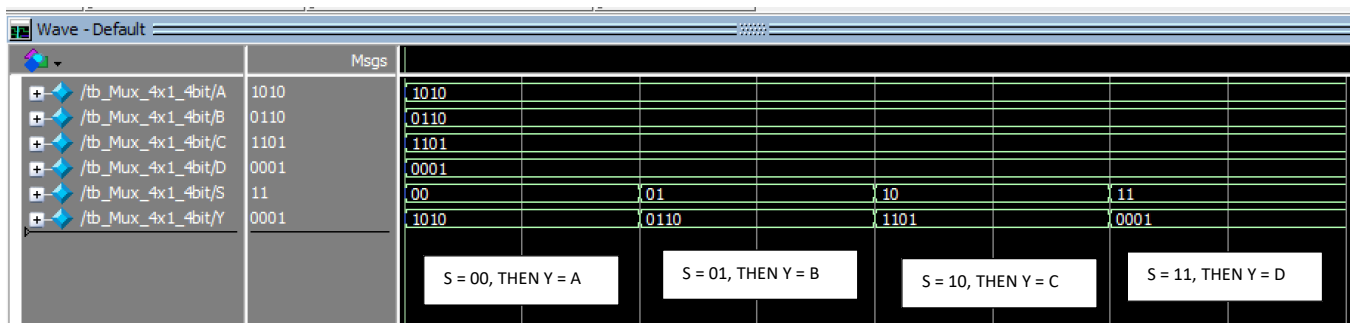 Wave - Default
Msgs
/tb_Mux_4x1_4bit/A 1010 1010
/tb_Mux_4x1_4bit/B 0110 0110
/tb_Mux_4x1_4bit/C 1101 1101
/tb_Mux_4x1_4bit/D 0001 0001
/tb_Mux_4x1_4bit/S 11 00 01 10 11
/tb_Mux_4x1_4bit/Y 0001 1010 0110 1101 0001
S = 00, THEN Y = A S = 01, THEN Y = B S = 10, THEN Y = C S = 11, THEN Y = D